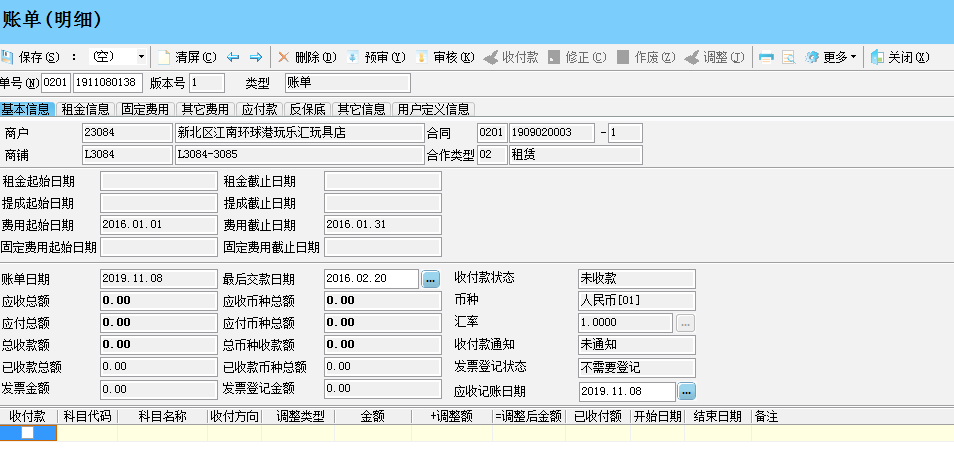 账单(明细)
保存(S) : (空) 清屏(C) 删除(D) 预审(Y) 审核(K) 收付款 修正(C) 作废(Z) 调整(T) 更多 关闭(X)
单号(N) 0201 1911080138 版本号 1 类型 账单
基本信息 租金信息 固定费用 其它费用 应付款 反保底 其它信息 用户定义信息
商户 23084 新北区江南环球港玩乐汇玩具店 合同 0201 1909020003 - 1
商铺 L3084 L3084-3085 合作类型 02 租赁
租金起始日期 租金截止日期
提成起始日期 提成截止日期
费用起始日期 2016.01.01 费用截止日期 2016.01.31
固定费用起始日期 固定费用截止日期
账单日期 2019.11.08 最后交款日期 2016.02.20 ... 收付款状态 未收款
应收总额 0.00 应收币种总额 0.00 币种 人民币[01]
应付总额 0.00 应付币种总额 0.00 汇率 1.0000 ...
总收款额 0.00 总币种收款额 0.00 收付款通知 未通知
已收款总额 0.00 已收款币种总额 0.00 发票登记状态 不需要登记
发票金额 0.00 发票登记金额 0.00 应收记账日期 2019.11.08 ...
收付款 科目代码 科目名称 收付方向 调整类型 金额 +调整额 =调整后金额 已收付额 开始日期 结束日期 备注